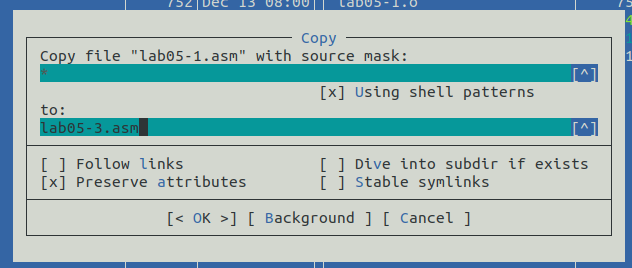 752 Dec 13 08:00 lab05-1.o 75
Copy
Copy file "lab05-1.asm" with source mask:
* [^]
[x] Using shell patterns
to:
lab05-3.asm [^]
[ ] Follow links [ ] Dive into subdir if exists
[x] Preserve attributes [ ] Stable symlinks
[< OK >] [ Background ] [ Cancel ]